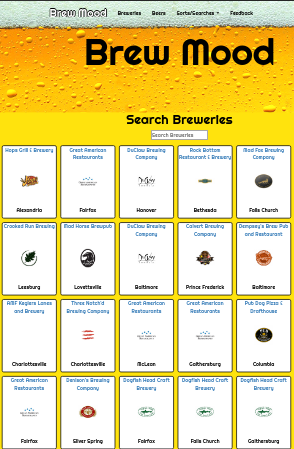 Brew Mood
Breweries
Beers
Sorts/Searches
Feedback
Brew Mood
Search Breweries
Search Breweries
Hops Grill & Brewery
Alexandria
Great American
Restaurants
Fairfax
DuClaw Brewing
Company
Hanover
Rock Bottom
Restaurant & Brewery
Bethesda
Mad Fox Brewing
Company
Falls Church
Crooked Run Brewing
Leesburg
Mad Horse Brewpub
Lovettsville
DuClaw Brewing
Company
Baltimore
Calvert Brewing
Company
Prince Frederick
Dempsey's Brew Pub
and Restaurant
Baltimore
AMF Keglers Lanes
and Brewery
Charlottesville
Three Notch'd
Brewing Company
Charlottesville
Great American
Restaurants
McLean
Great American
Restaurants
Gaithersburg
Pub Dog Pizza &
Drafthouse
Columbia
Great American
Restaurants
Fairfax
Denizen's Brewing
Company
Silver Spring
Dogfish Head Craft
Brewery
Fairfax
Dogfish Head Craft
Brewery
Falls Church
Dogfish Head Craft
Brewery
Gaithersburg